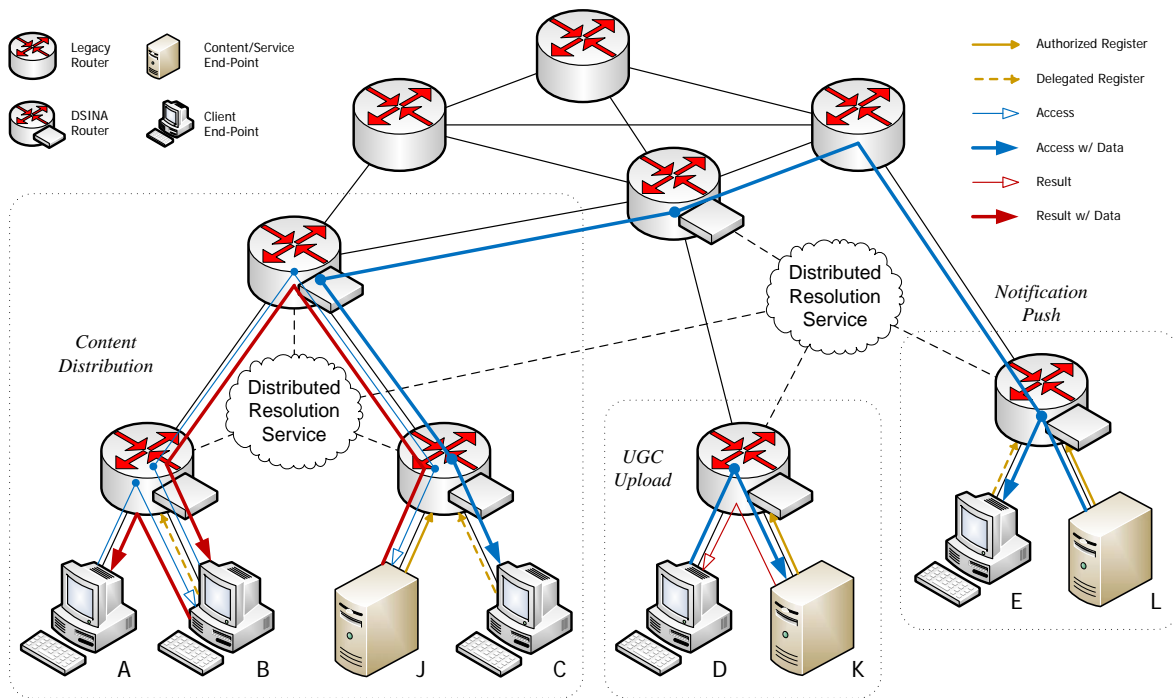 Legacy
Router
Content/Service
End-Point
DSINA
Router
Client
End-Point
Authorized Register
Delegated Register
Access
Access w/ Data
Result
Result w/ Data
Content
Distribution
Distributed
Resolution
Service
Distributed
Resolution
Service
Notification
Push
UGC
Upload
A
B
J
C
D
K
E
L